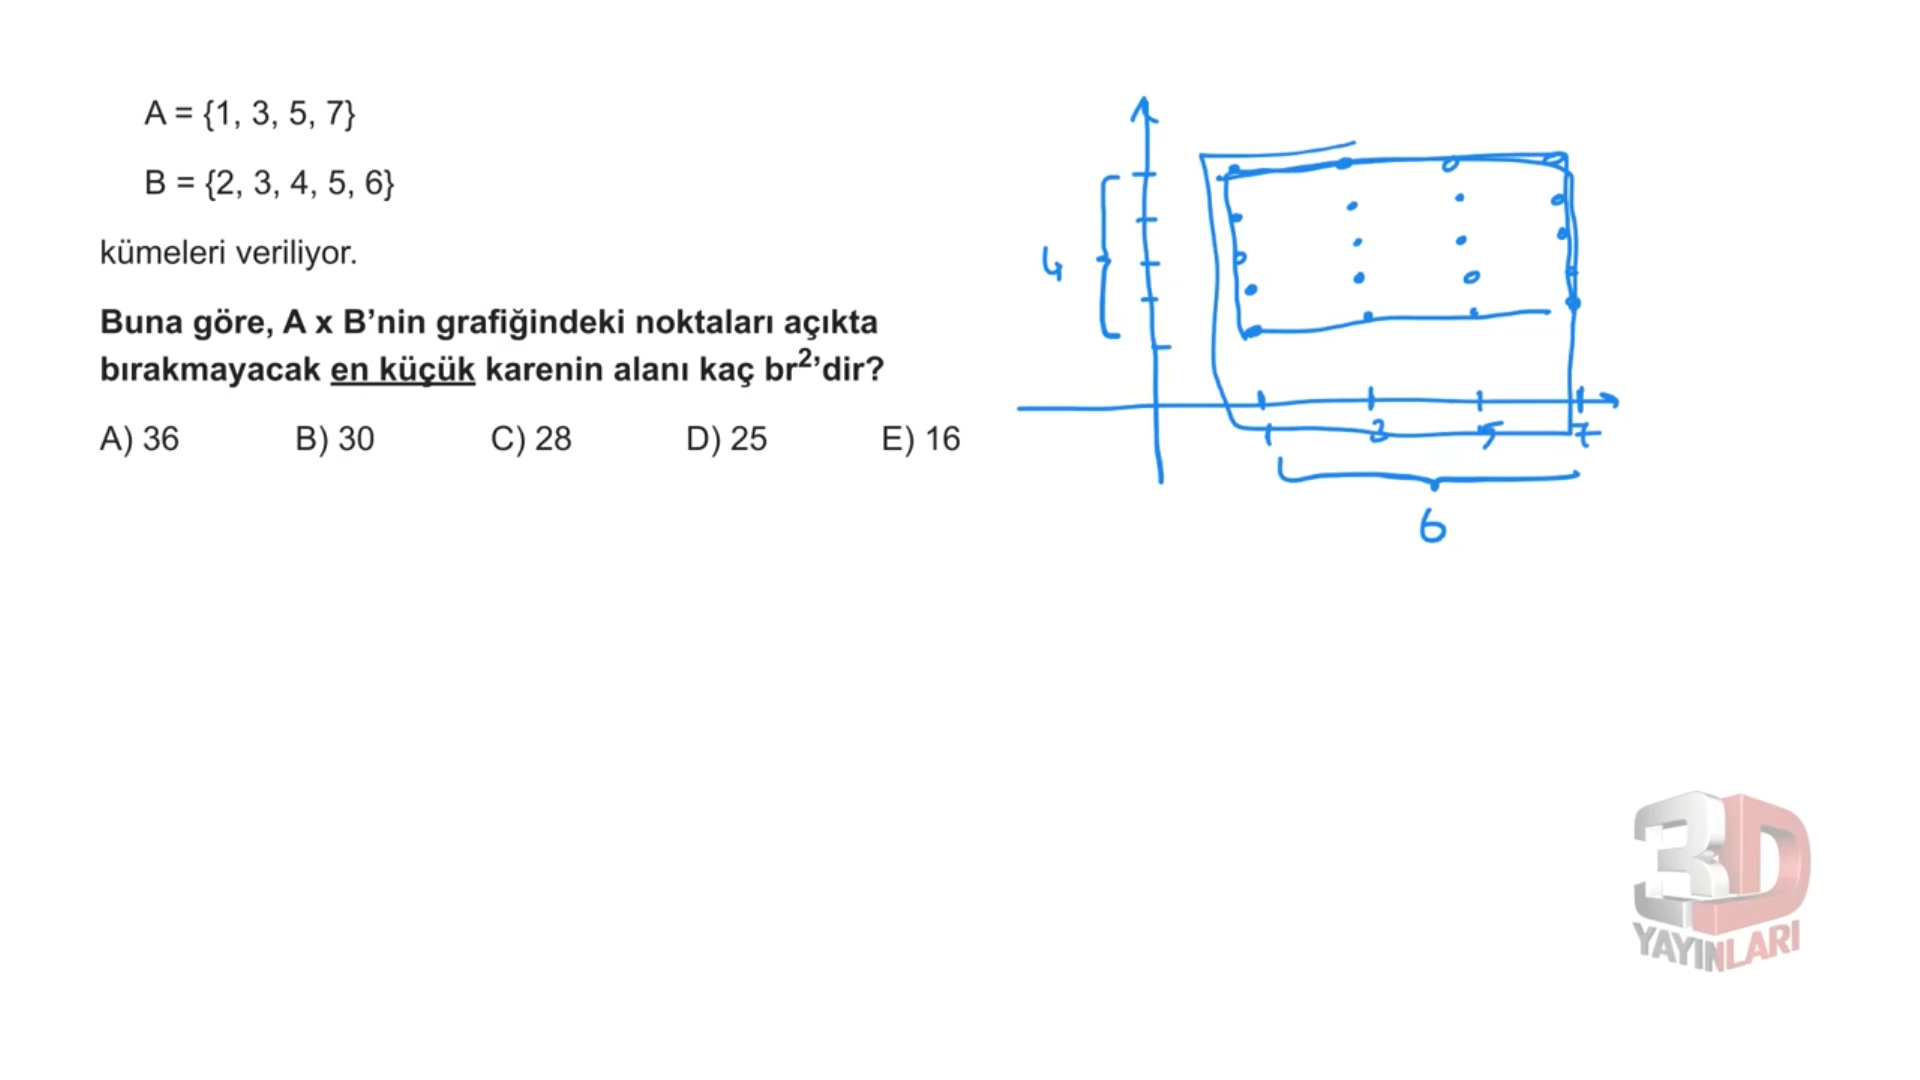 A = {1, 3, 5, 7}
B = {2, 3, 4, 5, 6}
kümeleri veriliyor.
Buna göre, A x B’nin grafiğindeki noktaları açıkta
bırakmayacak en küçük karenin alanı kaç br²’dir?
A) 36 B) 30 C) 28 D) 25 E) 16
4
1 3 5 7
6
3D
YAYINLARI